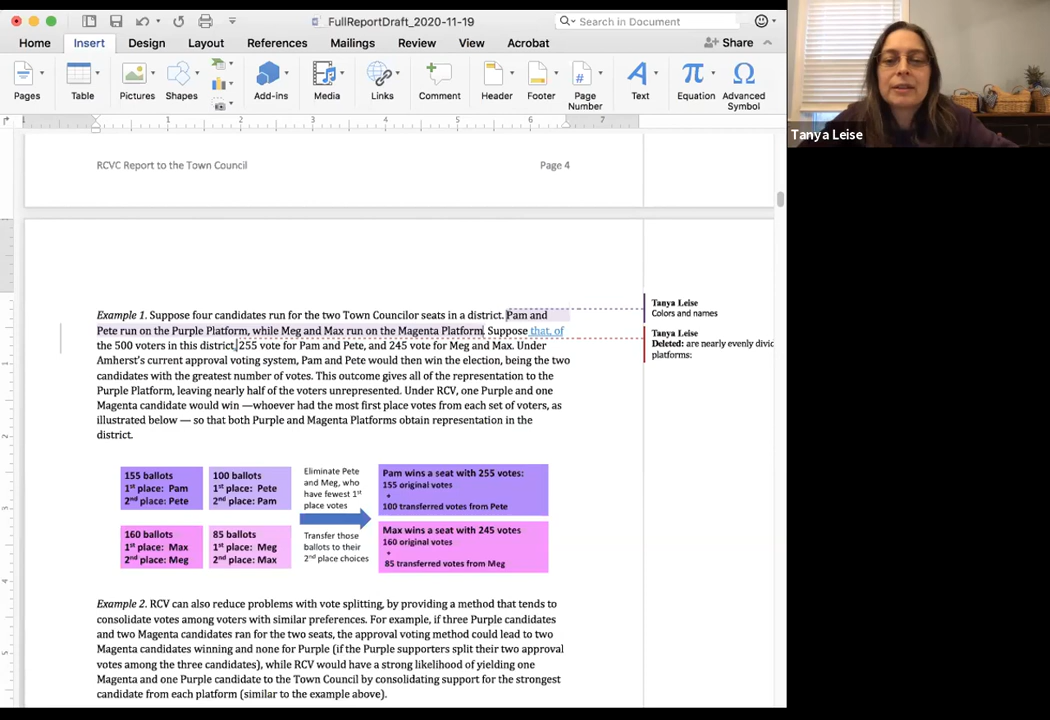 FullReportDraft_2020-11-19
Search in Document
Home Insert Design Layout References Mailings Review View Acrobat Share
Pages Table Pictures Shapes Add-ins Media Links Comment Header Footer Page Number Text Equation Advanced Symbol
1 1 2 3 4 5 6 7
RCVC Report to the Town Council Page 4
Example 1. Suppose four candidates run for the two Town Councilor seats in a district. Pam and
Pete run on the Purple Platform, while Meg and Max run on the Magenta Platform. Suppose that, of
the 500 voters in this district, 255 vote for Pam and Pete, and 245 vote for Meg and Max. Under
Amherst's current approval voting system, Pam and Pete would then win the election, being the two
candidates with the greatest number of votes. This outcome gives all of the representation to the
Purple Platform, leaving nearly half of the voters unrepresented. Under RCV, one Purple and one
Magenta candidate would win —whoever had the most first place votes from each set of voters, as
illustrated below — so that both Purple and Magenta Platforms obtain representation in the
district.
Tanya Leise
Colors and names
Tanya Leise
Deleted: are nearly evenly divid
platforms:
155 ballots
1st place: Pam
2nd place: Pete
100 ballots
1st place: Pete
2nd place: Pam
160 ballots
1st place: Max
2nd place: Meg
85 ballots
1st place: Meg
2nd place: Max
Eliminate Pete
and Meg, who
have fewest 1st
place votes
Transfer those
ballots to their
2nd place choices
Pam wins a seat with 255 votes:
155 original votes
+
100 transferred votes from Pete
Max wins a seat with 245 votes
160 original votes
+
85 transferred votes from Meg
Example 2. RCV can also reduce problems with vote splitting, by providing a method that tends to
consolidate votes among voters with similar preferences. For example, if three Purple candidates
and two Magenta candidates ran for the two seats, the approval voting method could lead to two
Magenta candidates winning and none for Purple (if the Purple supporters split their two approval
votes among the three candidates), while RCV would have a strong likelihood of yielding one
Magenta and one Purple candidate to the Town Council by consolidating support for the strongest
candidate from each platform (similar to the example above).
Tanya Leise